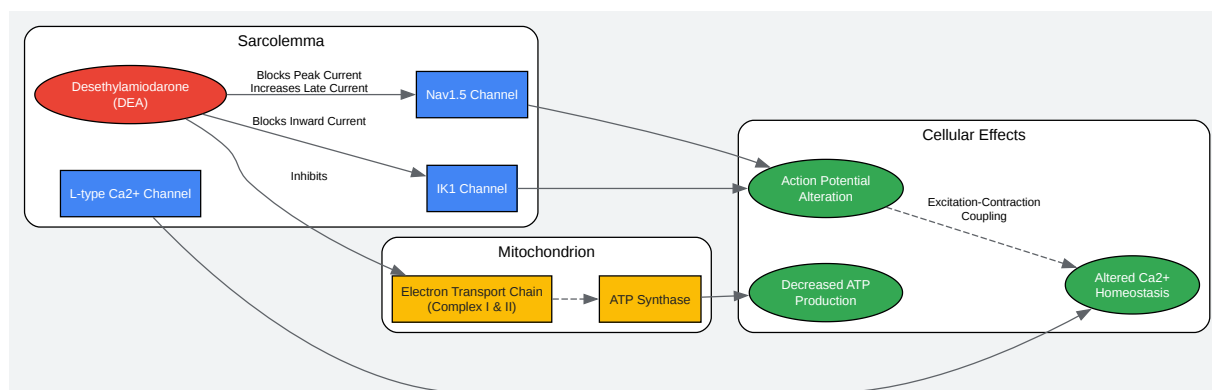 Sarcolemma
Desethylamiodarone
(DEA)
Blocks Peak Current
Increases Late Current
Nav1.5 Channel
Blocks Inward Current
L-type Ca2+ Channel
Inhibits
IK1 Channel
Mitochondrion
Electron Transport Chain
(Complex I & II)
ATP Synthase
Cellular Effects
Action Potential
Alteration
Excitation-Contraction
Coupling
Decreased ATP
Production
Altered Ca2+
Homeostasis